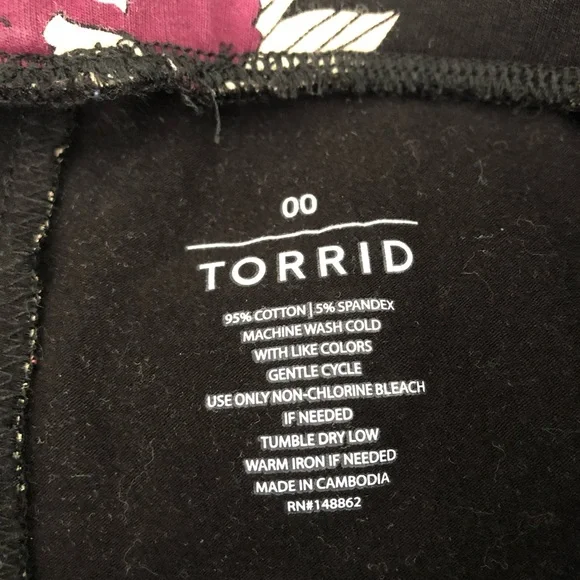 00
TORRID
95% COTTON | 5% SPANDEX
MACHINE WASH COLD
WITH LIKE COLORS
GENTLE CYCLE
USE ONLY NON-CHLORINE BLEACH
IF NEEDED
TUMBLE DRY LOW
WARM IRON IF NEEDED
MADE IN CAMBODIA
RN#148862